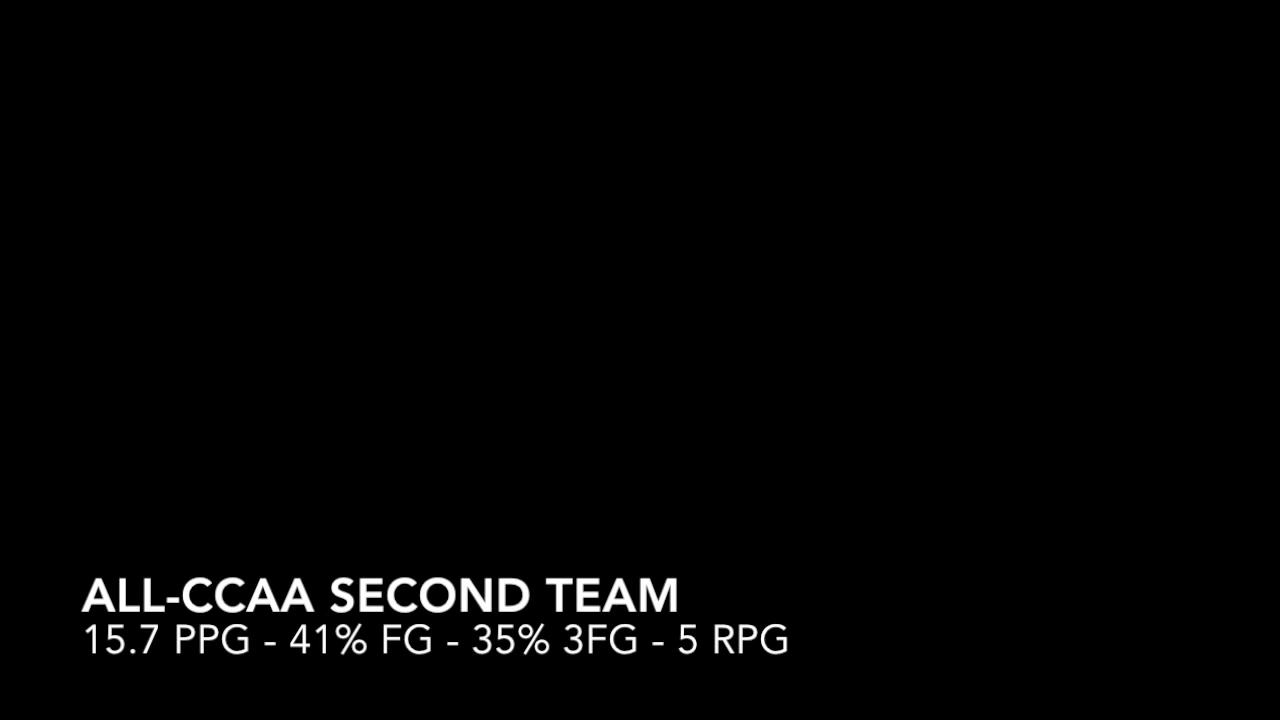 ALL-CCAA SECOND TEAM
15.7 PPG - 41% FG - 35% 3FG - 5 RPG